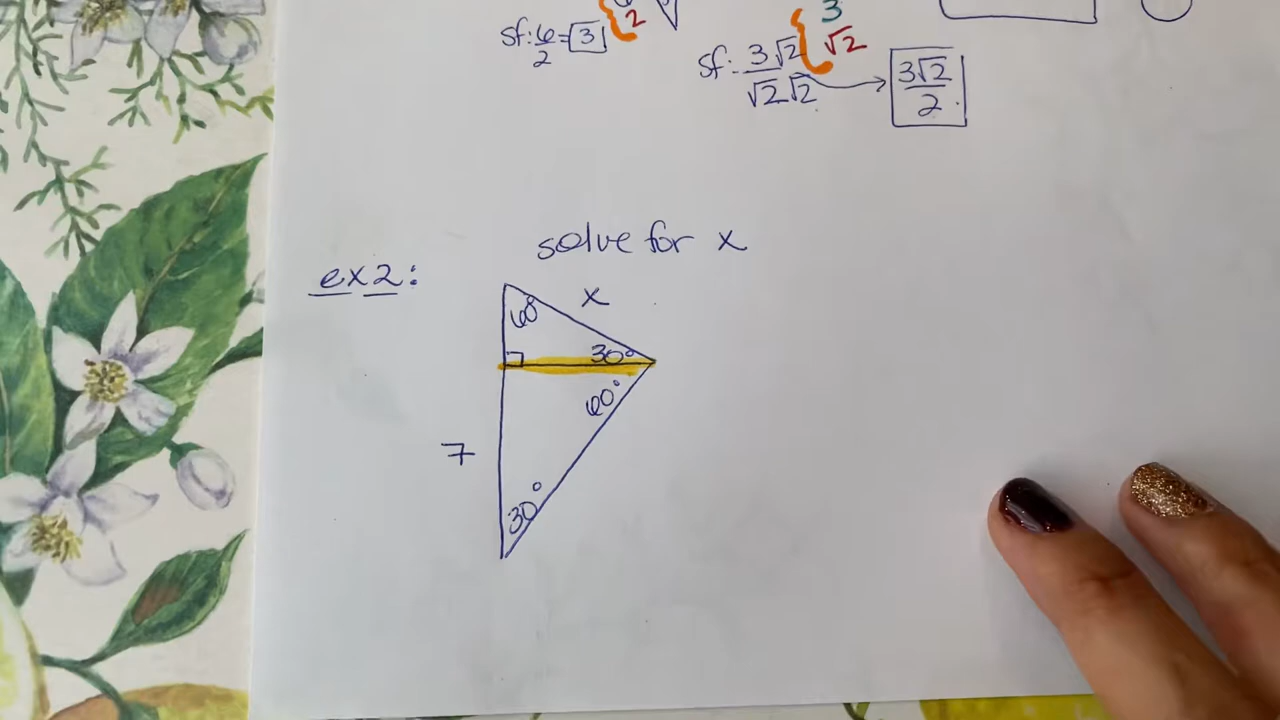 2
sf: 6/2 = 3
3
√2
sf: 3√2/√2√2 → 3√2/2
solve for x
ex2:
60°
x
30°
60°
7
30°